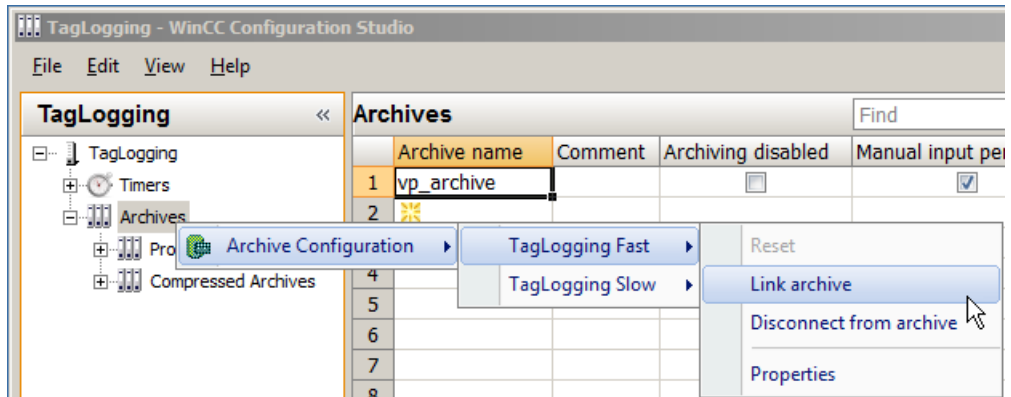 TagLogging - WinCC Configuration Studio
File Edit View Help
TagLogging «
Archives
Find
TagLogging
Timers
Archives
Pro
Compressed Archives
Archive name Comment Archiving disabled Manual input per
1 vp_archive
2
4
5
6
7
8
Archive Configuration
TagLogging Fast
TagLogging Slow
Reset
Link archive
Disconnect from archive
Properties